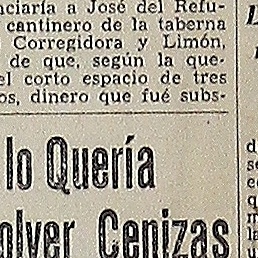 nciaría a José del Refu-
cantinero de la taberna
Corregidora y Limón,
de que, según la que-
el corto espacio de tres
os, dinero que fué subs-
lo Quería
olver Cenizas